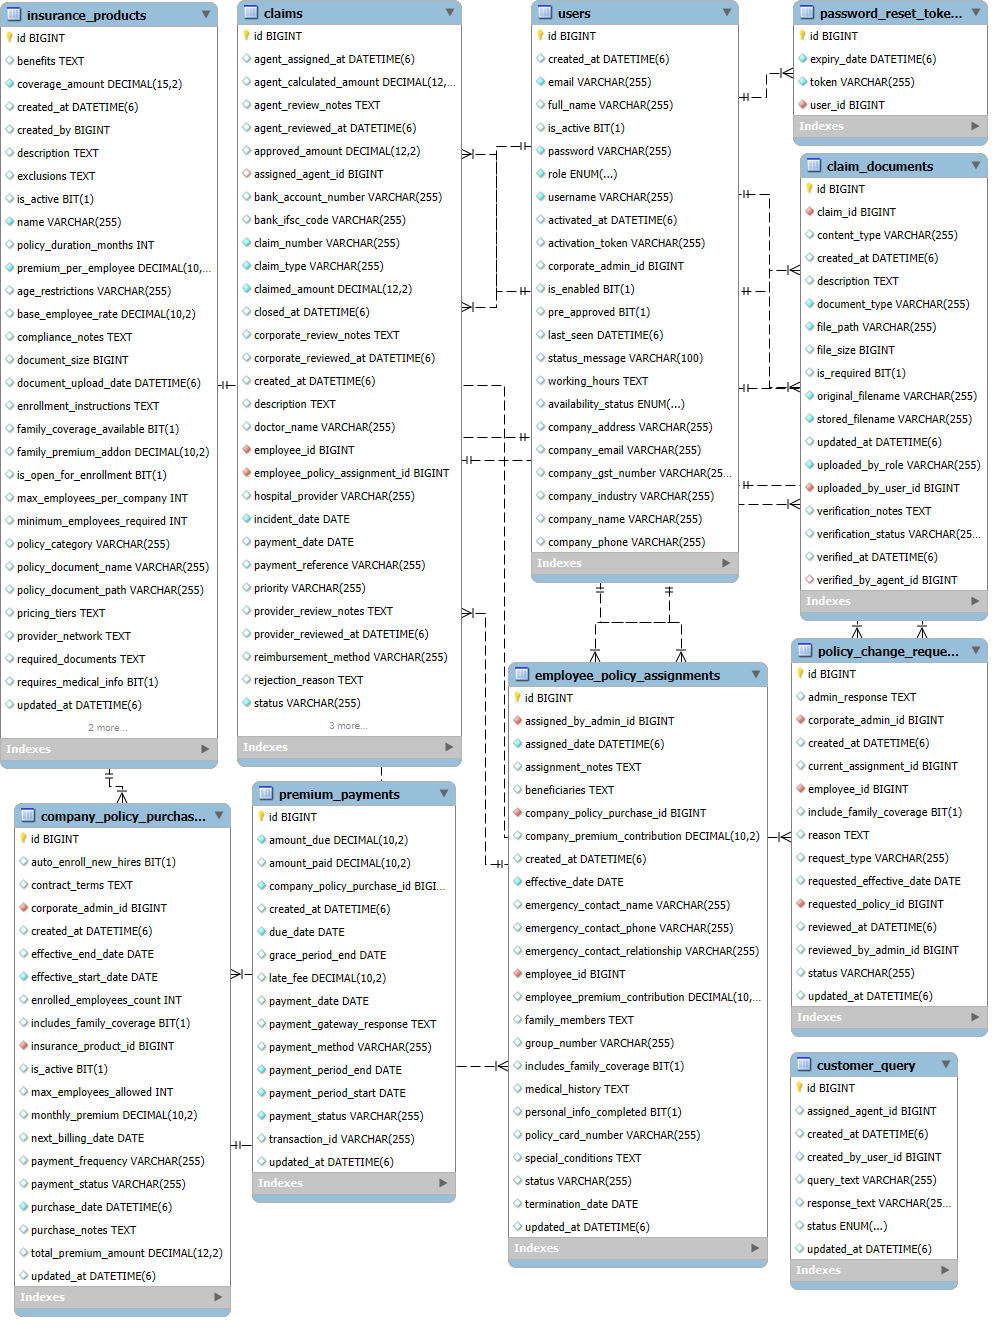 insurance_products
id BIGINT
benefits TEXT
coverage_amount DECIMAL(15,2)
created_at DATETIME(6)
created_by BIGINT
description TEXT
exclusions TEXT
is_active BIT(1)
name VARCHAR(255)
policy_duration_months INT
premium_per_employee DECIMAL(10,...
age_restrictions VARCHAR(255)
base_employee_rate DECIMAL(10,2)
compliance_notes TEXT
document_size BIGINT
document_upload_date DATETIME(6)
enrollment_instructions TEXT
family_coverage_available BIT(1)
family_premium_addon DECIMAL(10,2)
is_open_for_enrollment BIT(1)
max_employees_per_company INT
minimum_employees_required INT
policy_category VARCHAR(255)
policy_document_name VARCHAR(255)
policy_document_path VARCHAR(255)
pricing_tiers TEXT
provider_network TEXT
required_documents TEXT
requires_medical_info BIT(1)
updated_at DATETIME(6)
2 more...
Indexes
claims
id BIGINT
agent_assigned_at DATETIME(6)
agent_calculated_amount DECIMAL(12,...
agent_review_notes TEXT
agent_reviewed_at DATETIME(6)
approved_amount DECIMAL(12,2)
assigned_agent_id BIGINT
bank_account_number VARCHAR(255)
bank_ifsc_code VARCHAR(255)
claim_number VARCHAR(255)
claim_type VARCHAR(255)
claimed_amount DECIMAL(12,2)
closed_at DATETIME(6)
corporate_review_notes TEXT
corporate_reviewed_at DATETIME(6)
created_at DATETIME(6)
description TEXT
doctor_name VARCHAR(255)
employee_id BIGINT
employee_policy_assignment_id BIGINT
hospital_provider VARCHAR(255)
incident_date DATE
payment_date DATE
payment_reference VARCHAR(255)
priority VARCHAR(255)
provider_review_notes TEXT
provider_reviewed_at DATETIME(6)
reimbursement_method VARCHAR(255)
rejection_reason TEXT
status VARCHAR(255)
3 more...
Indexes
users
id BIGINT
created_at DATETIME(6)
email VARCHAR(255)
full_name VARCHAR(255)
is_active BIT(1)
password VARCHAR(255)
role ENUM(...)
username VARCHAR(255)
activated_at DATETIME(6)
activation_token VARCHAR(255)
corporate_admin_id BIGINT
is_enabled BIT(1)
pre_approved BIT(1)
last_seen DATETIME(6)
status_message VARCHAR(100)
working_hours TEXT
availability_status ENUM(...)
company_address VARCHAR(255)
company_email VARCHAR(255)
company_gst_number VARCHAR(25...
company_industry VARCHAR(255)
company_name VARCHAR(255)
company_phone VARCHAR(255)
Indexes
password_reset_toke...
id BIGINT
expiry_date DATETIME(6)
token VARCHAR(255)
user_id BIGINT
Indexes
claim_documents
id BIGINT
claim_id BIGINT
content_type VARCHAR(255)
created_at DATETIME(6)
description TEXT
document_type VARCHAR(255)
file_path VARCHAR(255)
file_size BIGINT
is_required BIT(1)
original_filename VARCHAR(255)
stored_filename VARCHAR(255)
updated_at DATETIME(6)
uploaded_by_role VARCHAR(255)
uploaded_by_user_id BIGINT
verification_notes TEXT
verification_status VARCHAR(25...
verified_at DATETIME(6)
verified_by_agent_id BIGINT
Indexes
company_policy_purchas...
id BIGINT
auto_enroll_new_hires BIT(1)
contract_terms TEXT
corporate_admin_id BIGINT
created_at DATETIME(6)
effective_end_date DATE
effective_start_date DATE
enrolled_employees_count INT
includes_family_coverage BIT(1)
insurance_product_id BIGINT
is_active BIT(1)
max_employees_allowed INT
monthly_premium DECIMAL(10,2)
next_billing_date DATE
payment_frequency VARCHAR(255)
payment_status VARCHAR(255)
purchase_date DATETIME(6)
purchase_notes TEXT
total_premium_amount DECIMAL(12,2)
updated_at DATETIME(6)
Indexes
premium_payments
id BIGINT
amount_due DECIMAL(10,2)
amount_paid DECIMAL(10,2)
company_policy_purchase_id BIGI...
created_at DATETIME(6)
due_date DATE
grace_period_end DATE
late_fee DECIMAL(10,2)
payment_date DATE
payment_gateway_response TEXT
payment_method VARCHAR(255)
payment_period_end DATE
payment_period_start DATE
payment_status VARCHAR(255)
transaction_id VARCHAR(255)
updated_at DATETIME(6)
Indexes
employee_policy_assignments
id BIGINT
assigned_by_admin_id BIGINT
assigned_date DATETIME(6)
assignment_notes TEXT
beneficiaries TEXT
company_policy_purchase_id BIGINT
company_premium_contribution DECIMAL(10,2)
created_at DATETIME(6)
effective_date DATE
emergency_contact_name VARCHAR(255)
emergency_contact_phone VARCHAR(255)
emergency_contact_relationship VARCHAR(255)
employee_id BIGINT
employee_premium_contribution DECIMAL(10,...
family_members TEXT
group_number VARCHAR(255)
includes_family_coverage BIT(1)
medical_history TEXT
personal_info_completed BIT(1)
policy_card_number VARCHAR(255)
special_conditions TEXT
status VARCHAR(255)
termination_date DATE
updated_at DATETIME(6)
Indexes
policy_change_reque...
id BIGINT
admin_response TEXT
corporate_admin_id BIGINT
created_at DATETIME(6)
current_assignment_id BIGINT
employee_id BIGINT
include_family_coverage BIT(1)
reason TEXT
request_type VARCHAR(255)
requested_effective_date DATE
requested_policy_id BIGINT
reviewed_at DATETIME(6)
reviewed_by_admin_id BIGINT
status VARCHAR(255)
updated_at DATETIME(6)
Indexes
customer_query
id BIGINT
assigned_agent_id BIGINT
created_at DATETIME(6)
created_by_user_id BIGINT
query_text VARCHAR(255)
response_text VARCHAR(25...
status ENUM(...)
updated_at DATETIME(6)
Indexes